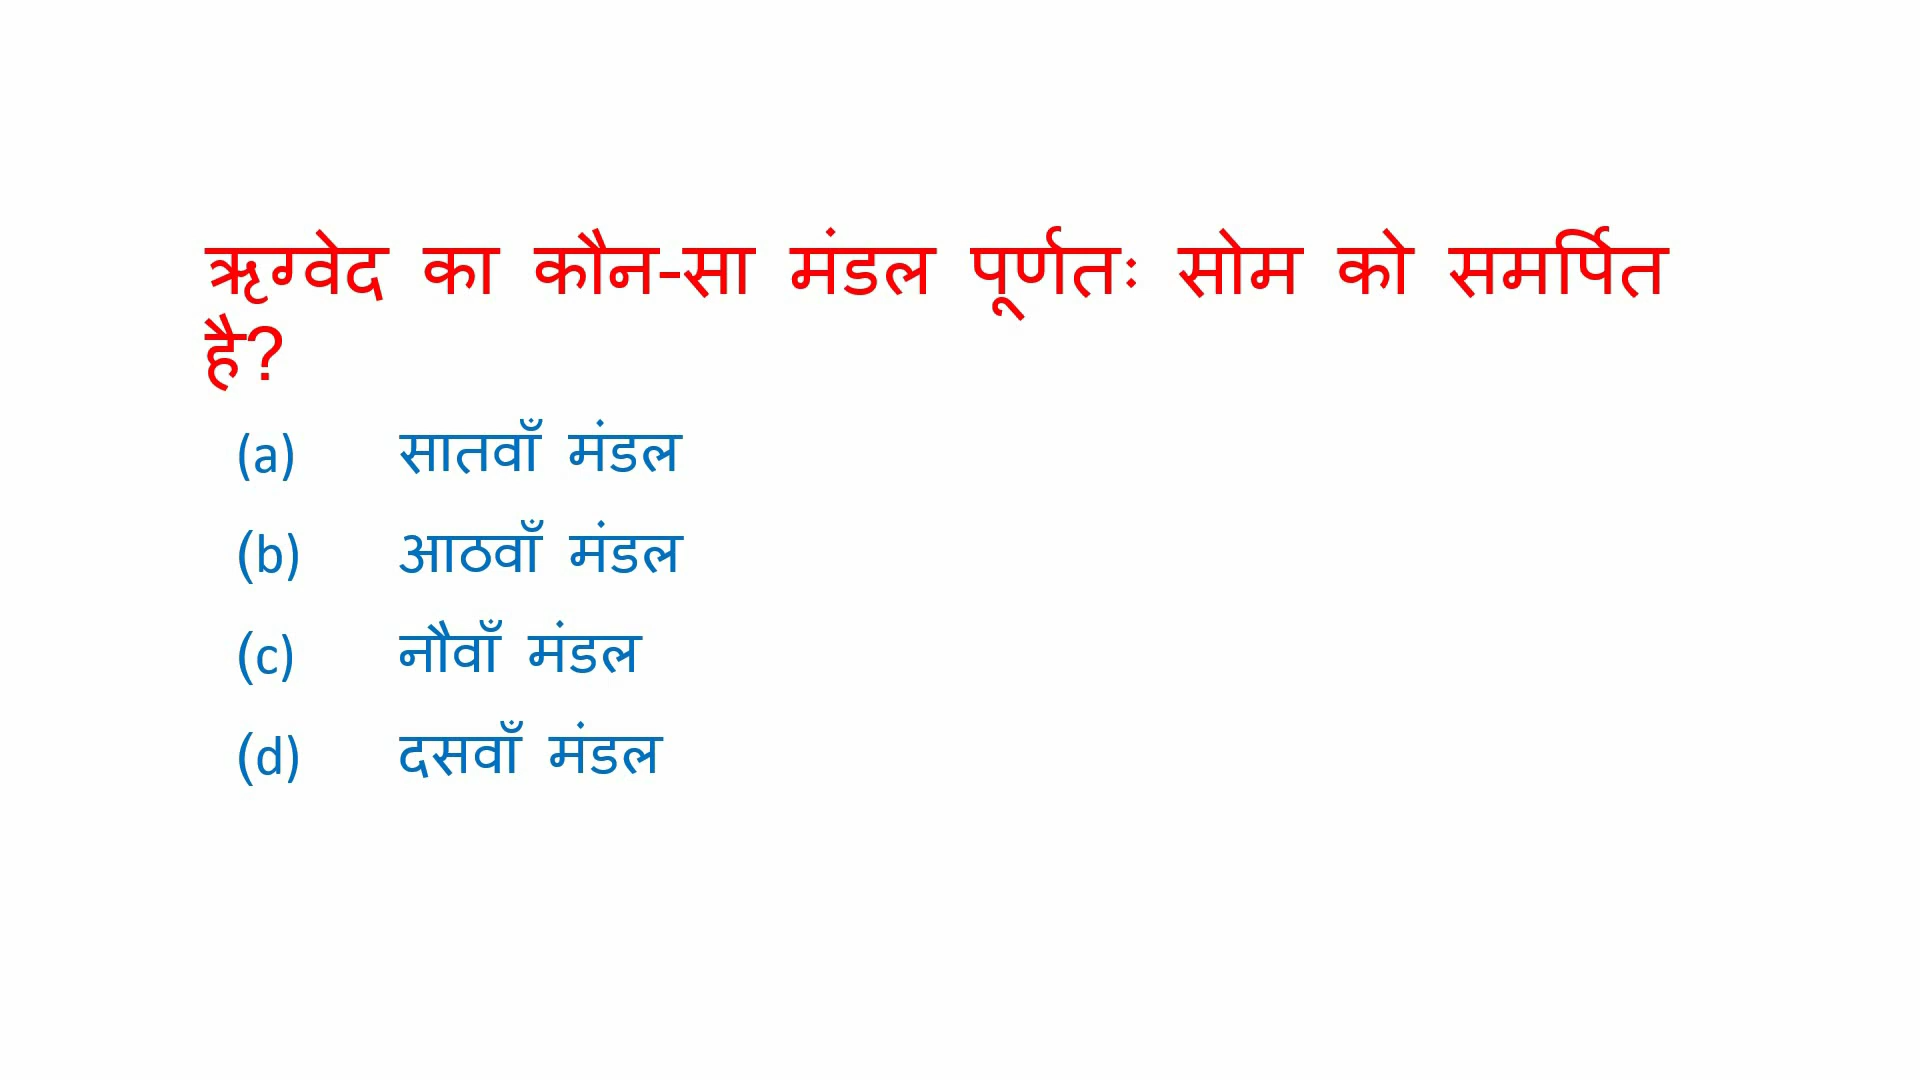 ऋग्वेद का कौन-सा मंडल पूर्णतः सोम को समर्पित
है?
(a) सातवाँ मंडल
(b) आठवाँ मंडल
(c) नौवाँ मंडल
(d) दसवाँ मंडल